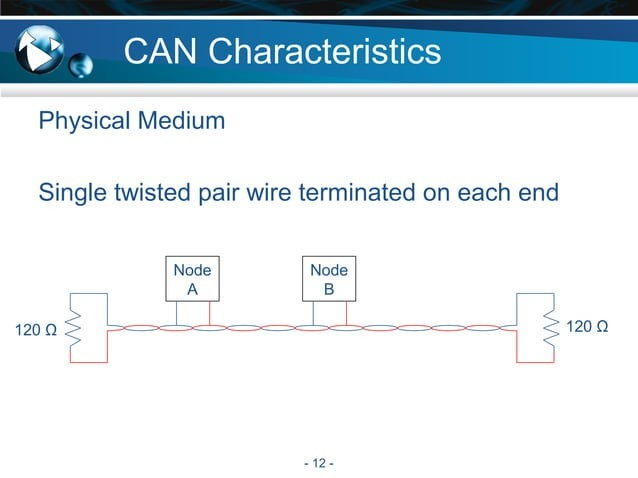 CAN Characteristics
Physical Medium
Single twisted pair wire terminated on each end
Node
A
Node
B
120 Ω
120 Ω
- 12 -